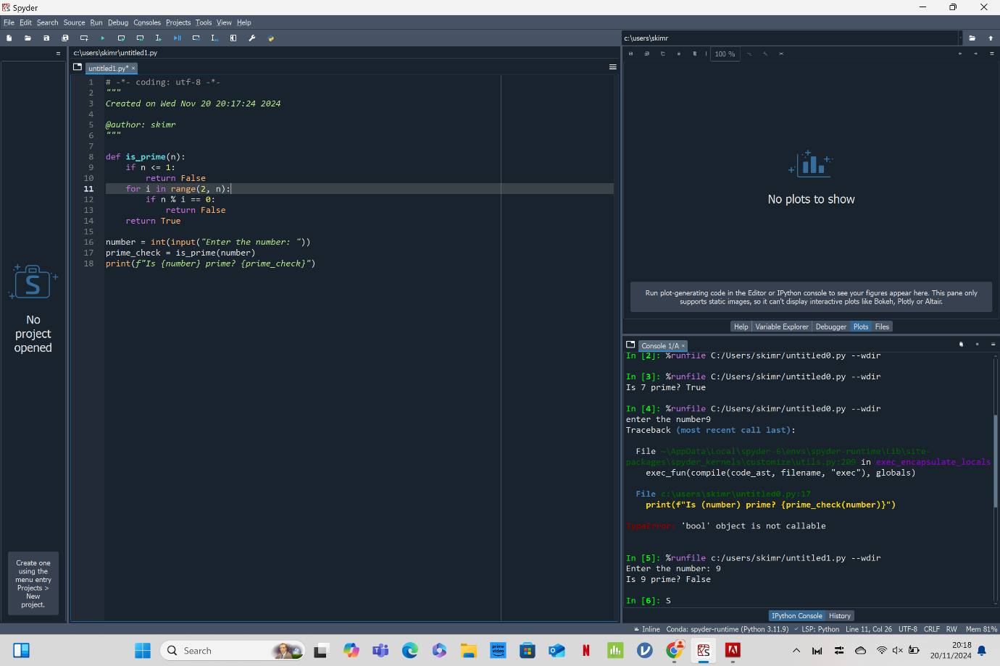 Spyder
File Edit Search Source Run Debug Consoles Projects Tools View Help
c:\users\skimr
c:\users\skimr\untitled1.py
100 %
untitled1.py* ×
1 # -*- coding: utf-8 -*-
2 """
3 Created on Wed Nov 20 20:17:24 2024
4
5 @author: skimr
6 """
7
8 def is_prime(n):
9 if n <= 1:
10 return False
11 for i in range(2, n):
12 if n % i == 0:
13 return False
14 return True
15
16 number = int(input("Enter the number: "))
17 prime_check = is_prime(number)
18 print(f"Is {number} prime? {prime_check}")
S
No
project
opened
Create one
using the
menu entry
Projects >
New
project.
No plots to show
Run plot-generating code in the Editor or IPython console to see your figures appear here. This pane only
supports static images, so it can't display interactive plots like Bokeh, Plotly or Altair.
Help Variable Explorer Debugger Plots Files
Console 1/A ×
In [2]: %runfile C:/Users/skimr/untitled0.py --wdir
In [3]: %runfile C:/Users/skimr/untitled0.py --wdir
Is 7 prime? True
In [4]: %runfile C:/Users/skimr/untitled0.py --wdir
enter the number9
Traceback (most recent call last):
File ~\AppData\Local\spyder-6\envs\spyder-runtime\Lib\site-
packages\spyder_kernels\customize\utils.py:209 in exec_encapsulate_locals
exec_fun(compile(code_ast, filename, "exec"), globals)
File c:\users\skimr\untitled0.py:17
print(f"Is (number) prime? {prime_check(number)}")
TypeError: 'bool' object is not callable
In [5]: %runfile c:/users/skimr/untitled1.py --wdir
Enter the number: 9
Is 9 prime? False
In [6]: S
IPython Console History
Inline Conda: spyder-runtime (Python 3.11.9) LSP: Python Line 11, Col 26 UTF-8 CRLF RW Mem 81%
Search
prime
video
N
20:18
20/11/2024